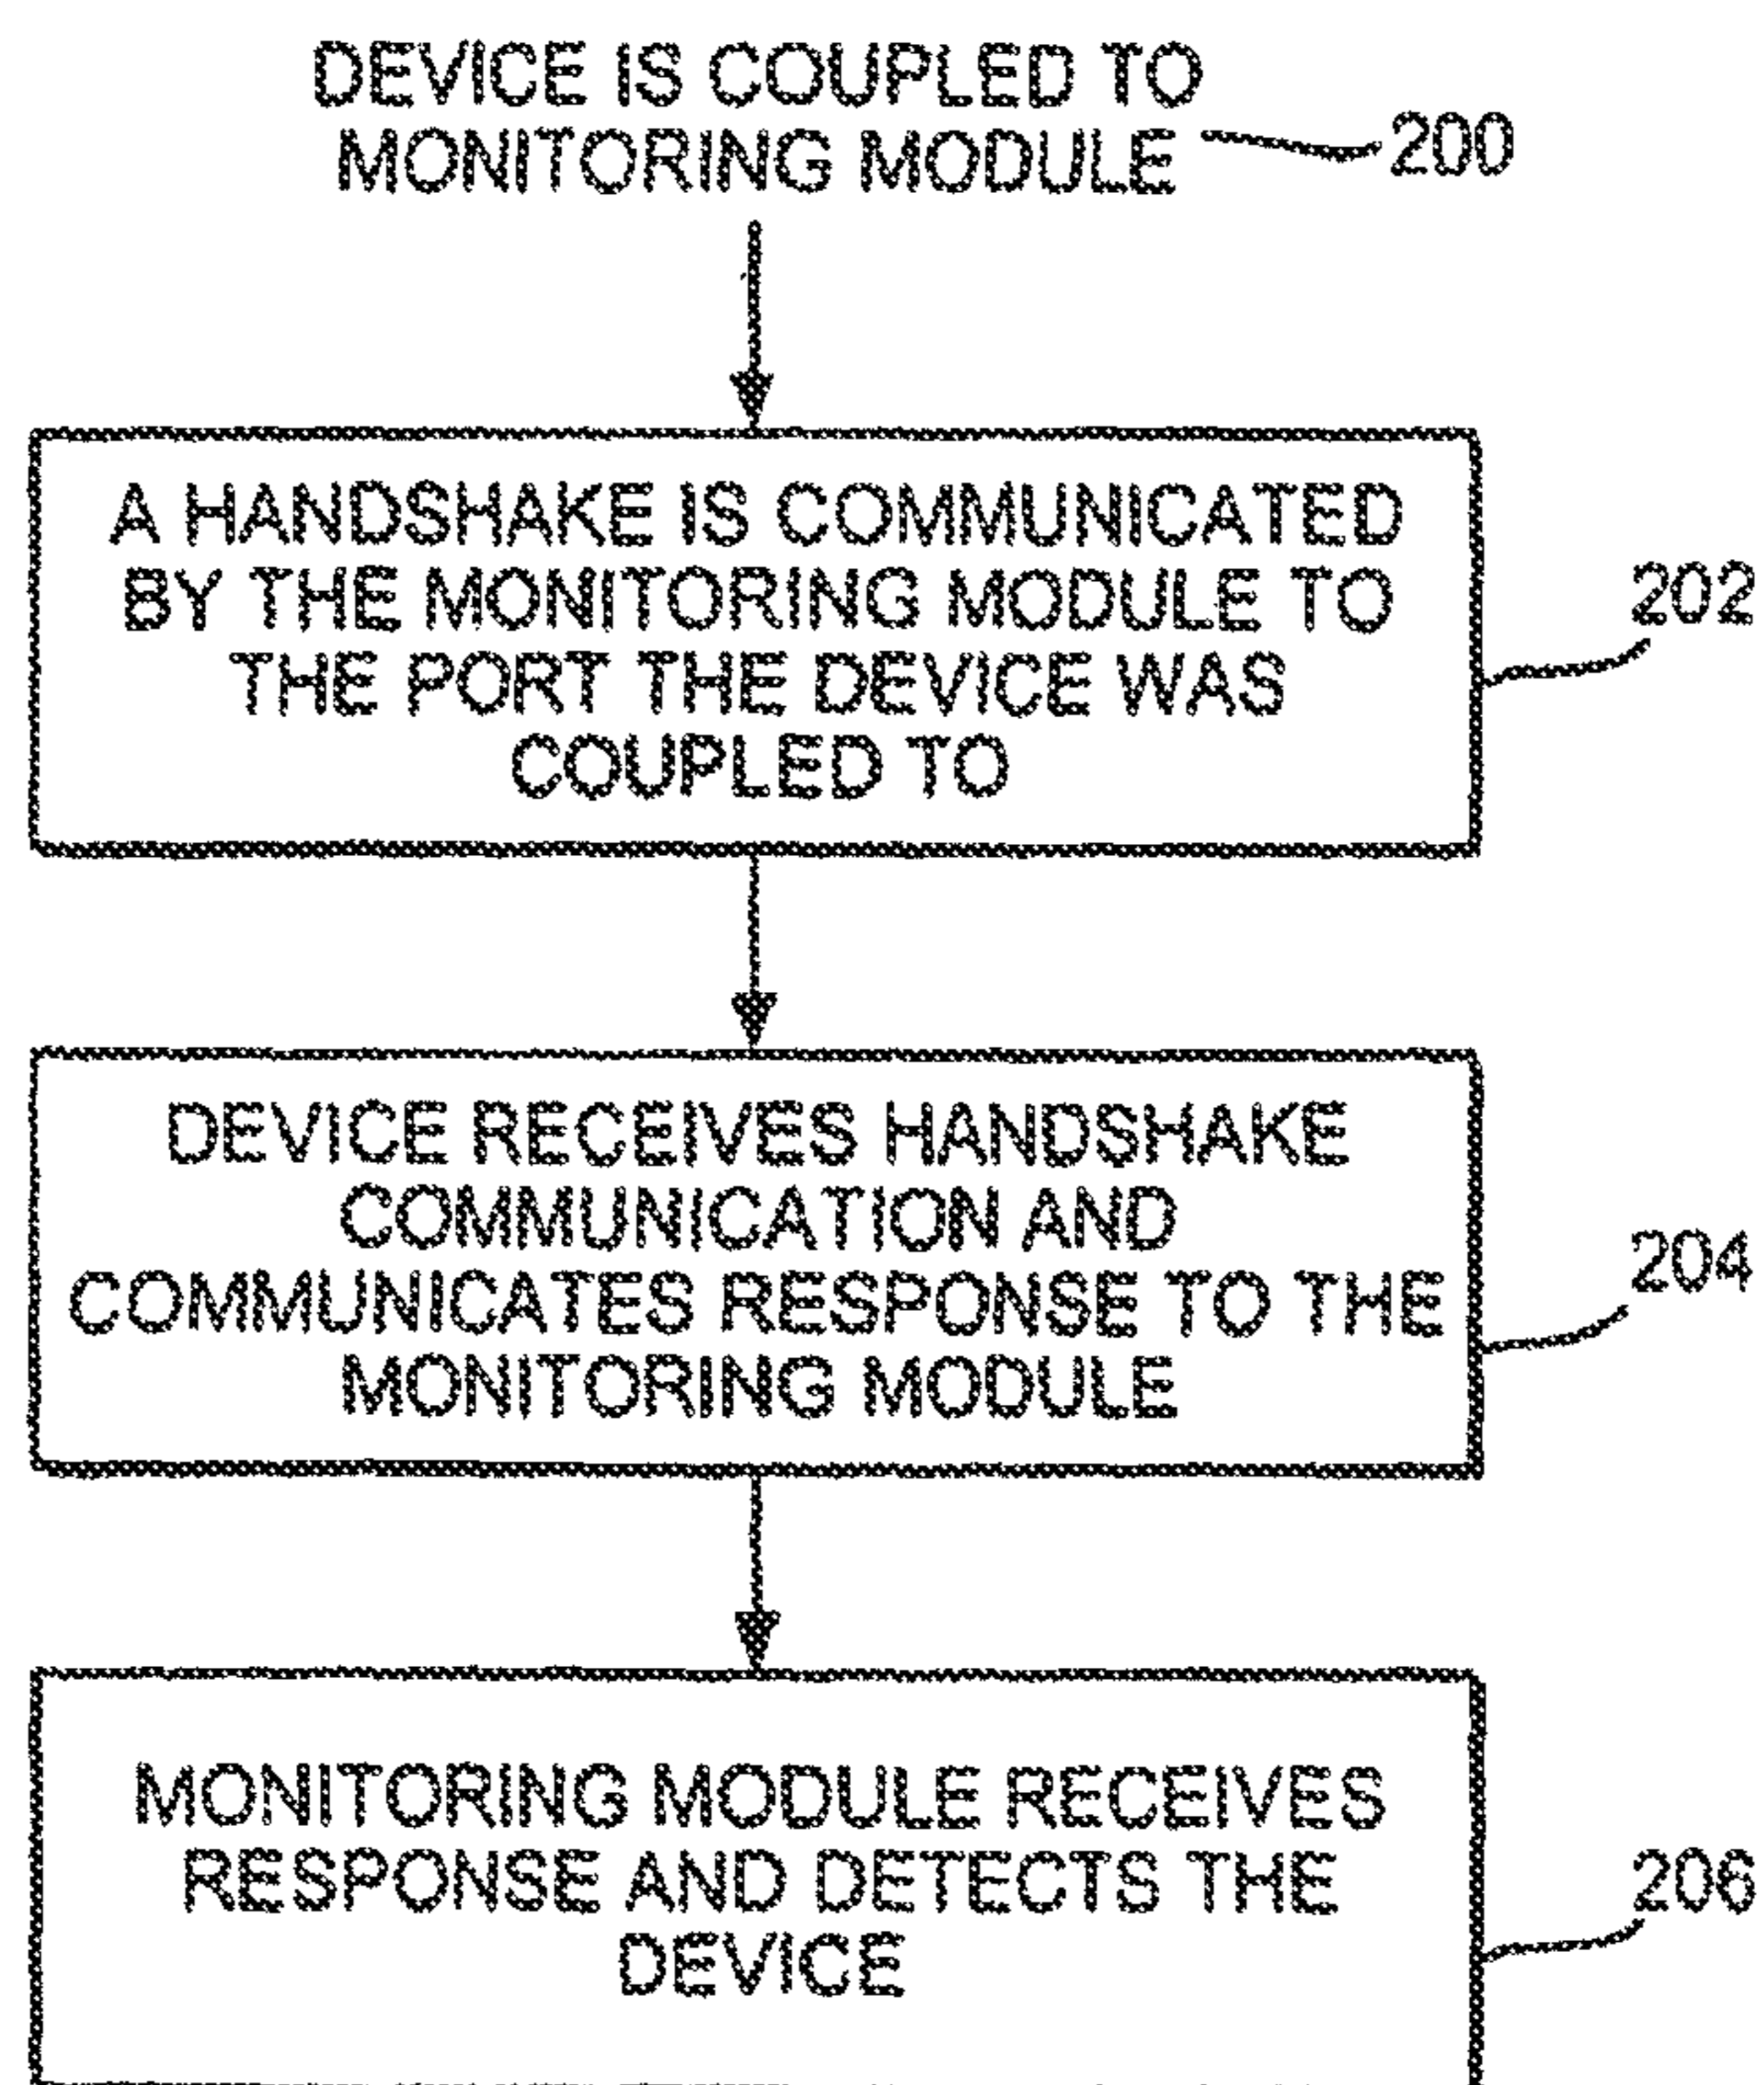 DEVICE IS COUPLED TO
MONITORING MODULE
200
A HANDSHAKE IS COMMUNICATED
BY THE MONITORING MODULE TO
THE PORT THE DEVICE WAS
COUPLED TO
202
DEVICE RECEIVES HANDSHAKE
COMMUNICATION AND
COMMUNICATES RESPONSE TO THE
MONITORING MODULE
204
MONITORING MODULE RECEIVES
RESPONSE AND DETECTS THE
DEVICE
206